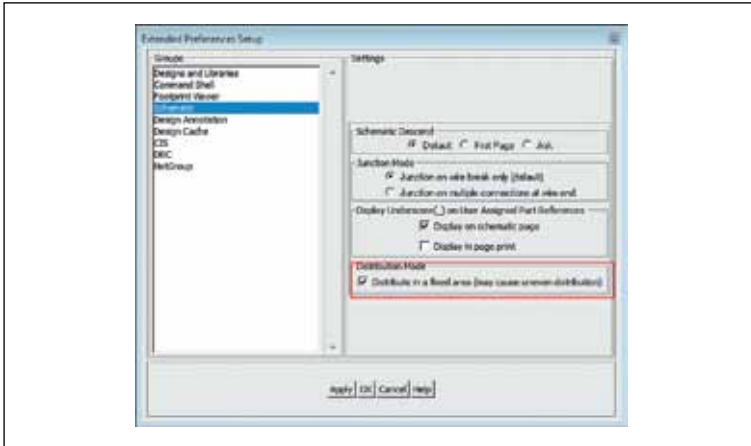 Extended Preferences Setup
Groups
Designs and Libraries
Command Shell
Footprint Viewer
Schematic
Design Annotation
Design Cache
CIS
DRC
NetGroup
Settings
Schematic Descend
Default First Page Ask
Junction Mode
Junction on wire break only (default)
Junction on multiple connections at wire end
Display Underscore(_) on User Assigned Part References
Display on schematic page
Display in page print
Distribution Mode
Distribute in a fixed area (may cause uneven distribution)
Apply OK Cancel Help